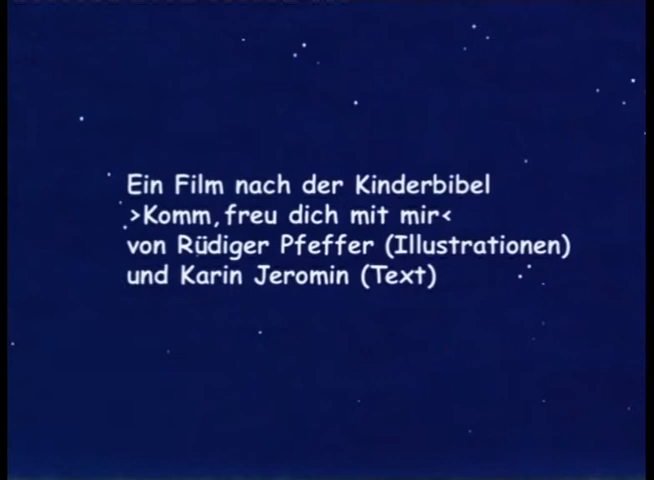 Ein Film nach der Kinderbibel
>Komm, freu dich mit mir<
von Rüdiger Pfeffer (Illustrationen)
und Karin Jeromin (Text)